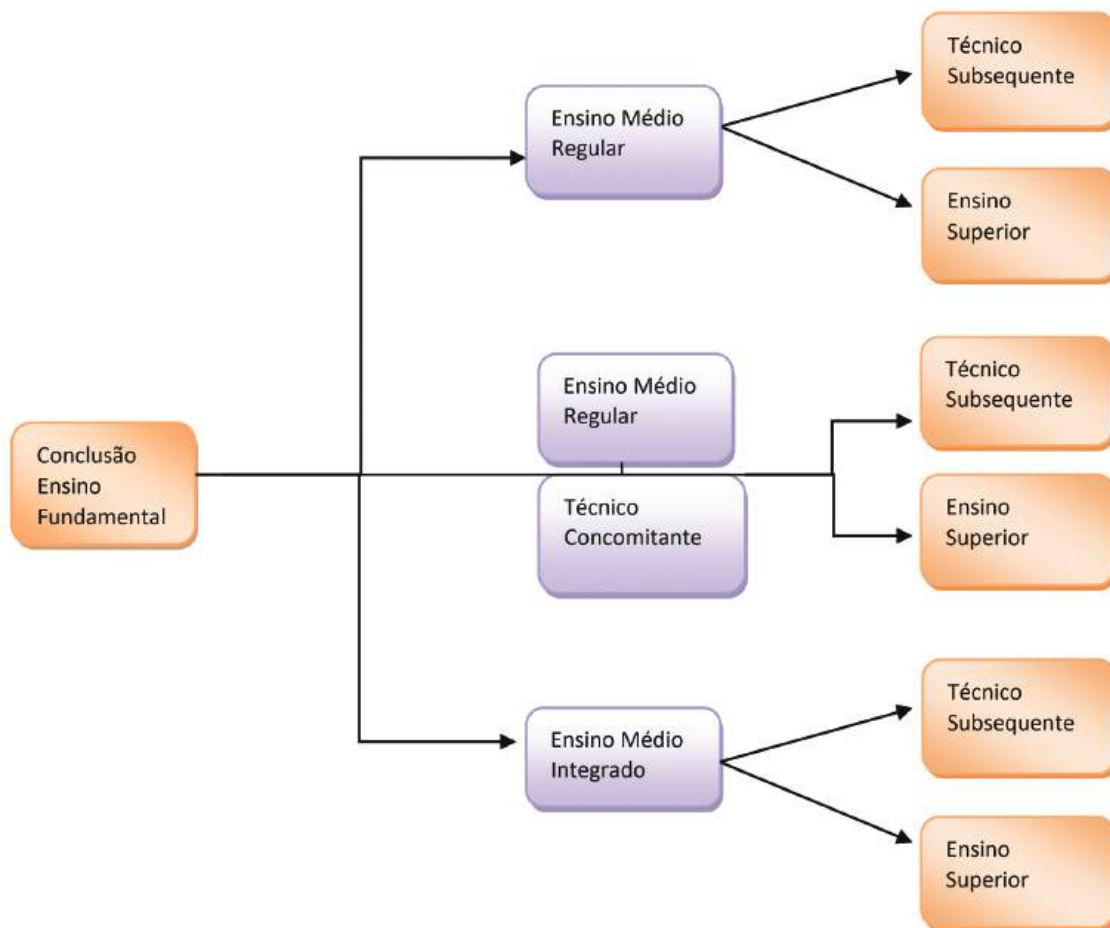 Técnico
Subsequente
Ensino Médio
Regular
Ensino
Superior
Ensino Médio
Regular
Técnico
Subsequente
Conclusão
Ensino
Fundamental
Técnico
Concomitante
Ensino
Superior
Ensino Médio
Integrado
Técnico
Subsequente
Ensino
Superior